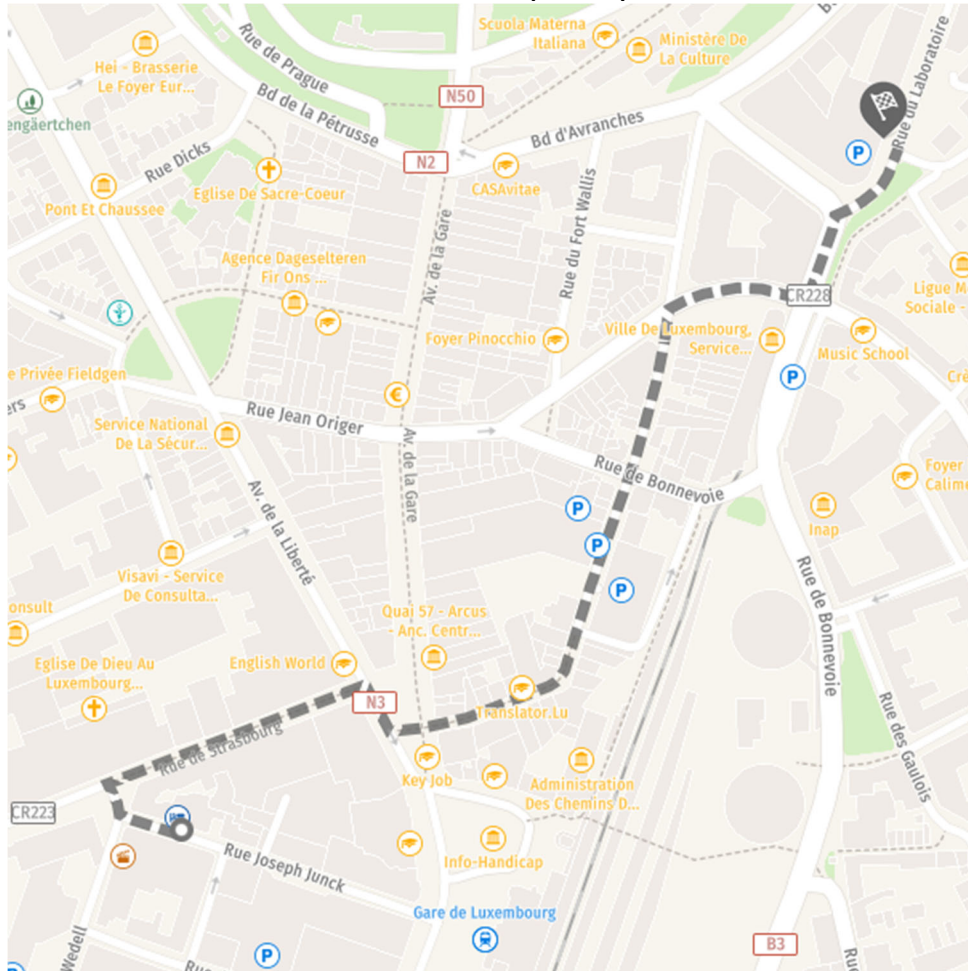 Scuola Materna
Italiana
Ministère De
La Culture
Rue de Prague
Hei - Brasserie
Le Foyer Eur...
N50
Rue du Laboratoire
engäertchen
Bd de la Pétrusse
Bd d'Avranches
P
Rue Dicks
N2
CASAvitae
Pont Et Chaussee
Eglise De Sacre-Coeur
Rue du Fort Wallis
Av. de la Gare
Agence Dageselteren
Fir Ons ...
CR228
Ligue M
Sociale -
Foyer Pinocchio
Ville De Luxembourg,
Service...
Music School
e Privée Fieldgen
P
Crè
ers
€
Rue Jean Origer
Service National
De La Sécur...
Av. de la Gare
Rue de Bonnevoie
Foyer
Calime
P
Inap
Av. de la Liberté
P
Visavi - Service
De Consulta...
P
Rue de Bonnevoie
onsult
Quai 57 - Arcus
- Anc. Centr...
Eglise De Dieu Au
Luxembourg...
English World
N3
Translator.Lu
Rue de Strasbourg
Rue des Gaulois
Key Job
Administration
Des Chemins D...
CR223
Rue Joseph Junck
Info-Handicap
Gare de Luxembourg
Wedell
P
B3
Rue
Ru